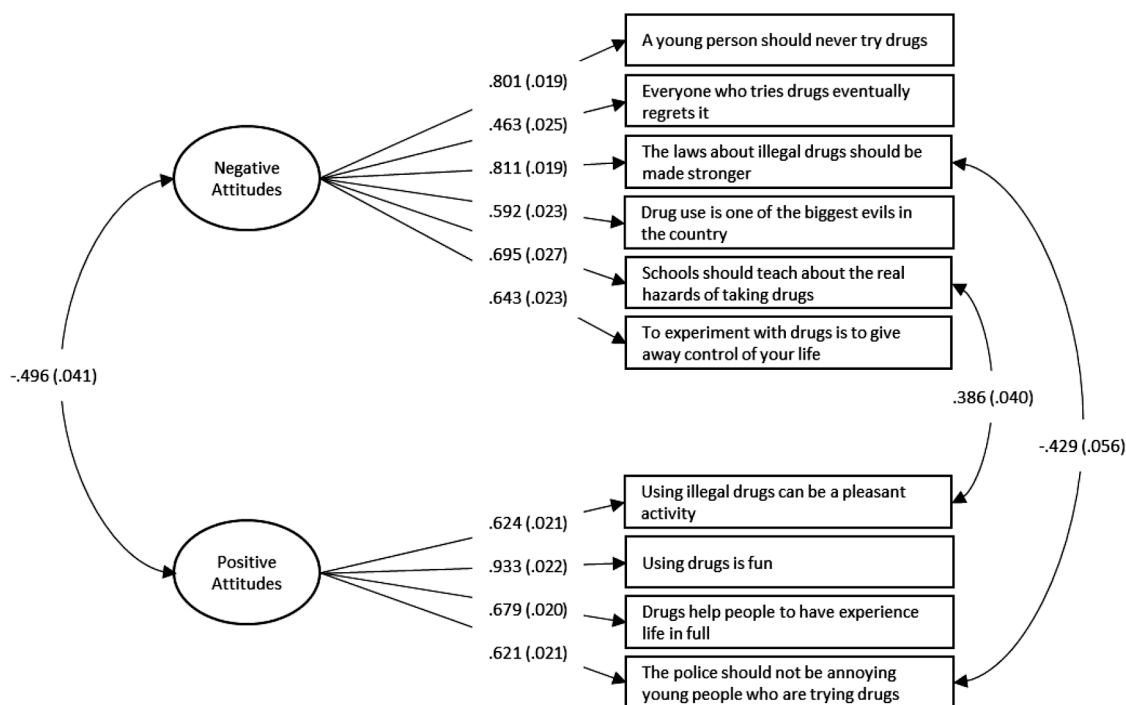 A young person should never try drugs
.801 (.019)
Everyone who tries drugs eventually
regrets it
.463 (.025)
The laws about illegal drugs should be
made stronger
.811 (.019)
Negative
Attitudes
.592 (.023)
Drug use is one of the biggest evils in
the country
.695 (.027)
Schools should teach about the real
hazards of taking drugs
.643 (.023)
To experiment with drugs is to give
away control of your life
-.496 (.041)
.386 (.040)
-.429 (.056)
Using illegal drugs can be a pleasant
activity
.624 (.021)
Positive
Attitudes
.933 (.022)
Using drugs is fun
.679 (.020)
Drugs help people to have experience
life in full
.621 (.021)
The police should not be annoying
young people who are trying drugs